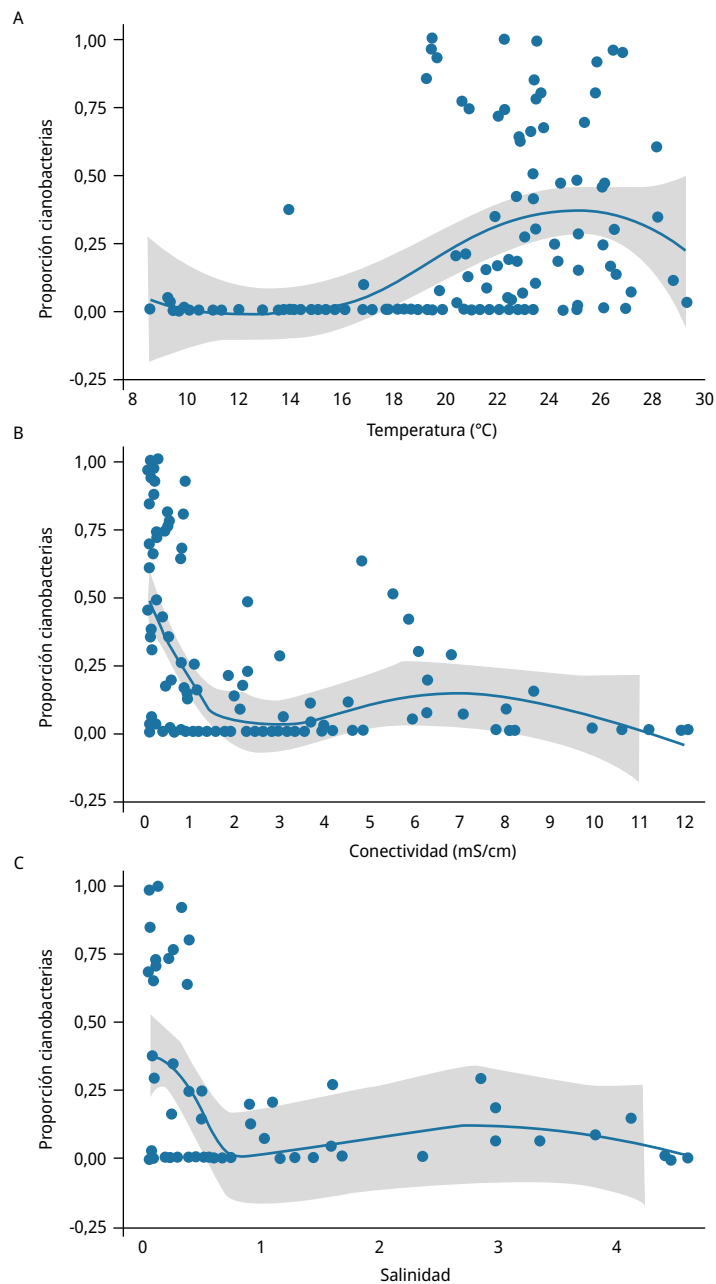 A
1,00
0,75
0,50
0,25
0,00
-0,25
Proporción cianobacterias
8 10 12 14 16 18 20 22 24 26 28 30
Temperatura (°C)
B
1,00
0,75
0,50
0,25
0,00
-0,25
Proporción cianobacterias
0 1 2 3 4 5 6 7 8 9 10 11 12
Conectividad (mS/cm)
C
1,00
0,75
0,50
0,25
0,00
-0,25
Proporción cianobacterias
0 1 2 3 4
Salinidad